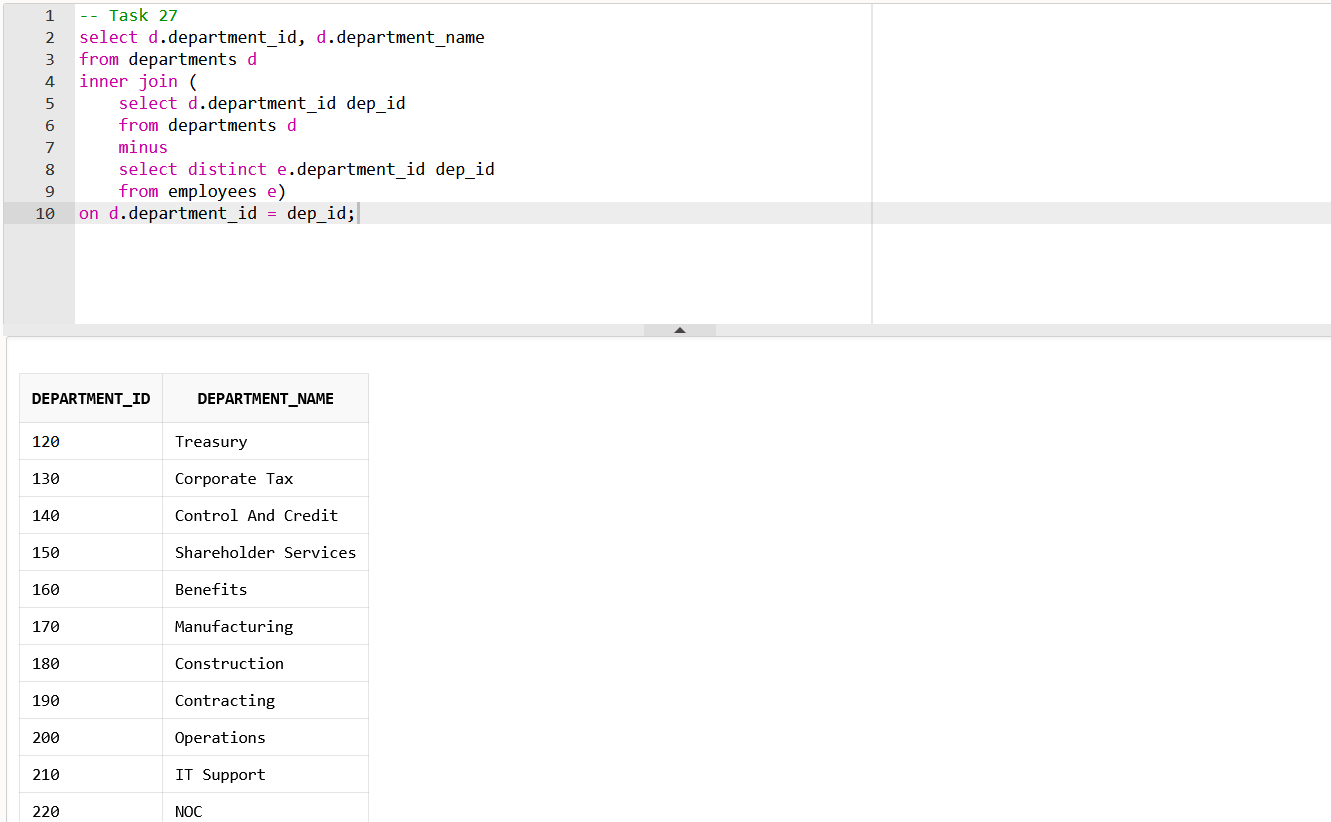 1 -- Task 27
2 select d.department_id, d.department_name
3 from departments d
4 inner join (
5     select d.department_id dep_id
6     from departments d
7     minus
8     select distinct e.department_id dep_id
9     from employees e)
10 on d.department_id = dep_id;
DEPARTMENT_ID DEPARTMENT_NAME
120 Treasury
130 Corporate Tax
140 Control And Credit
150 Shareholder Services
160 Benefits
170 Manufacturing
180 Construction
190 Contracting
200 Operations
210 IT Support
220 NOC